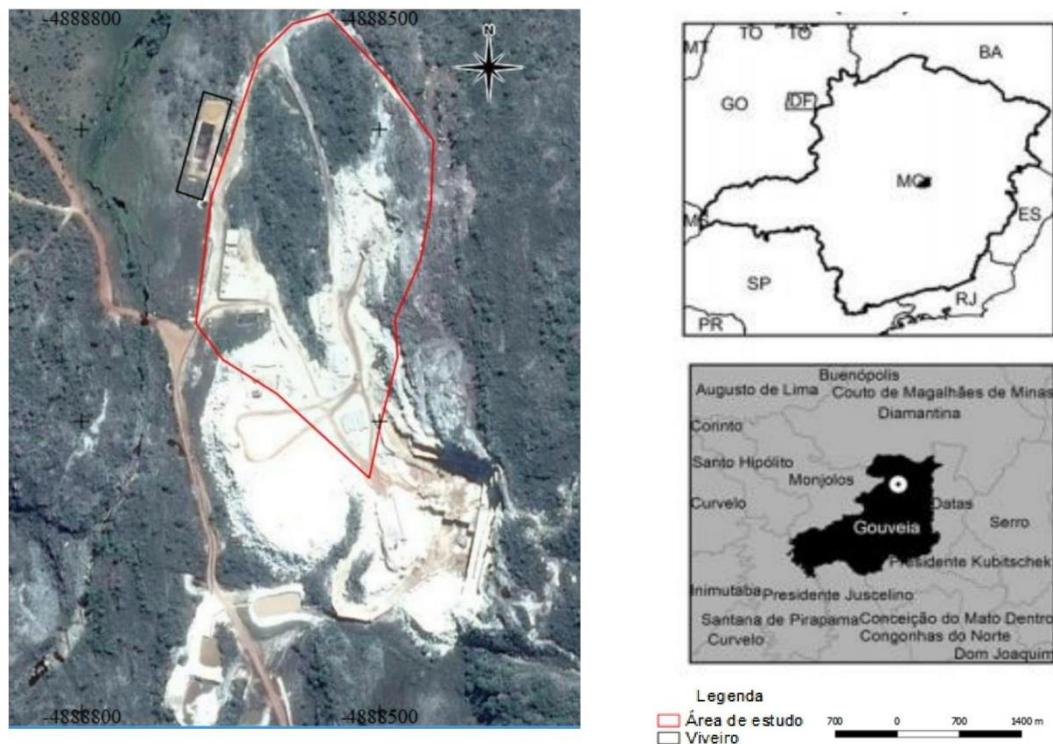 -4888800 -4888500
N
-4888800 -4888500
MT TO TO
BA
GO DF
MG
MS
ES
SP
RJ
PR
Buenópolis
Augusto de Lima Couto de Magalhães de Minas
Diamantina
Corinto
Santo Hipólito
Monjolos
Curvelo
Datas
Gouveia
Serro
Presidente Kubitschek
Inimutaba Presidente Juscelino
Santana de Pirapama Conceição do Mato Dentro
Curvelo Congonhas do Norte
Dom Joaquim
Legenda
Área de estudo
Viveiro
700 0 700 1400 m